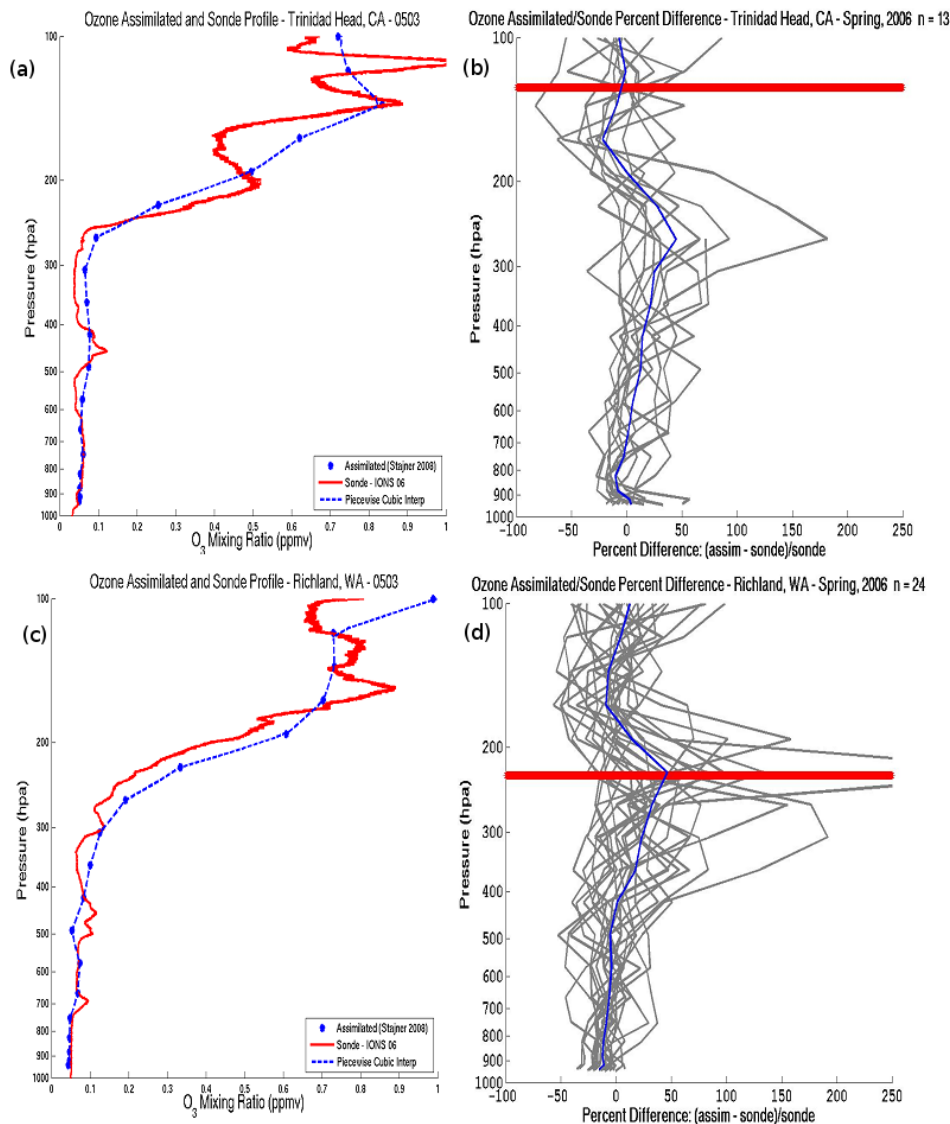 Ozone Assimilated and Sonde Profile - Trinidad Head, CA - 0503
(a)
100
200
300
400
500
600
700
800
900
1000
Pressure (hpa)
Assimilated (Stajner 2008)
Sonde - IONS 06
Piecewise Cubic Interp
0 0.1 0.2 0.3 0.4 0.5 0.6 0.7 0.8 0.9 1
O3 Mixing Ratio (ppmv)
Ozone Assimilated/Sonde Percent Difference - Trinidad Head, CA - Spring, 2006 n = 13
(b)
100
200
300
400
500
600
700
800
900
1000
Pressure (hpa)
-100 -50 0 50 100 150 200 250
Percent Difference: (assim - sonde)/sonde
Ozone Assimilated and Sonde Profile - Richland, WA - 0503
(c)
100
200
300
400
500
600
700
800
900
1000
Pressure (hpa)
Assimilated (Stajner 2008)
Sonde - IONS 06
Piecewise Cubic Interp
0 0.1 0.2 0.3 0.4 0.5 0.6 0.7 0.8 0.9 1
O3 Mixing Ratio (ppmv)
Ozone Assimilated/Sonde Percent Difference - Richland, WA - Spring, 2006 n = 24
(d)
100
200
300
400
500
600
700
800
900
1000
Pressure (hpa)
-100 -50 0 50 100 150 200 250
Percent Difference: (assim - sonde)/sonde